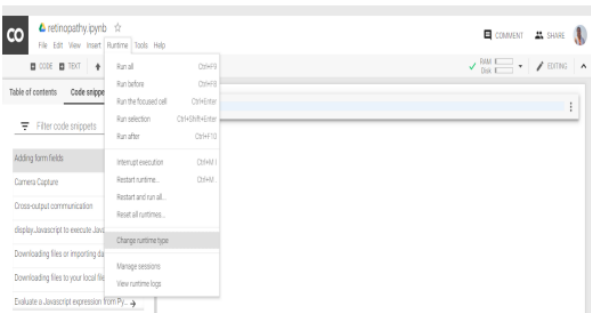 CO
retinopathy.ipynb
COMMENT SHARE
File Edit View Insert Runtime Tools Help
CODE TEXT
RAM
Disk
EDITING
Table of contents Code snippe
Filter code snippets
Adding form fields
Camera Capture
Cross-output communication
display.Javascript to execute Java
Downloading files or importing da
Downloading files to your local file
Evaluate a Javascript expression from Py...
Run all Ctrl+F9
Run before Ctrl+F8
Run the focused cell Ctrl+Enter
Run selection Ctrl+Shift+Enter
Run after Ctrl+F10
Interrupt execution Ctrl+M I
Restart runtime... Ctrl+M .
Restart and run all...
Reset all runtimes...
Change runtime type
Manage sessions
View runtime logs